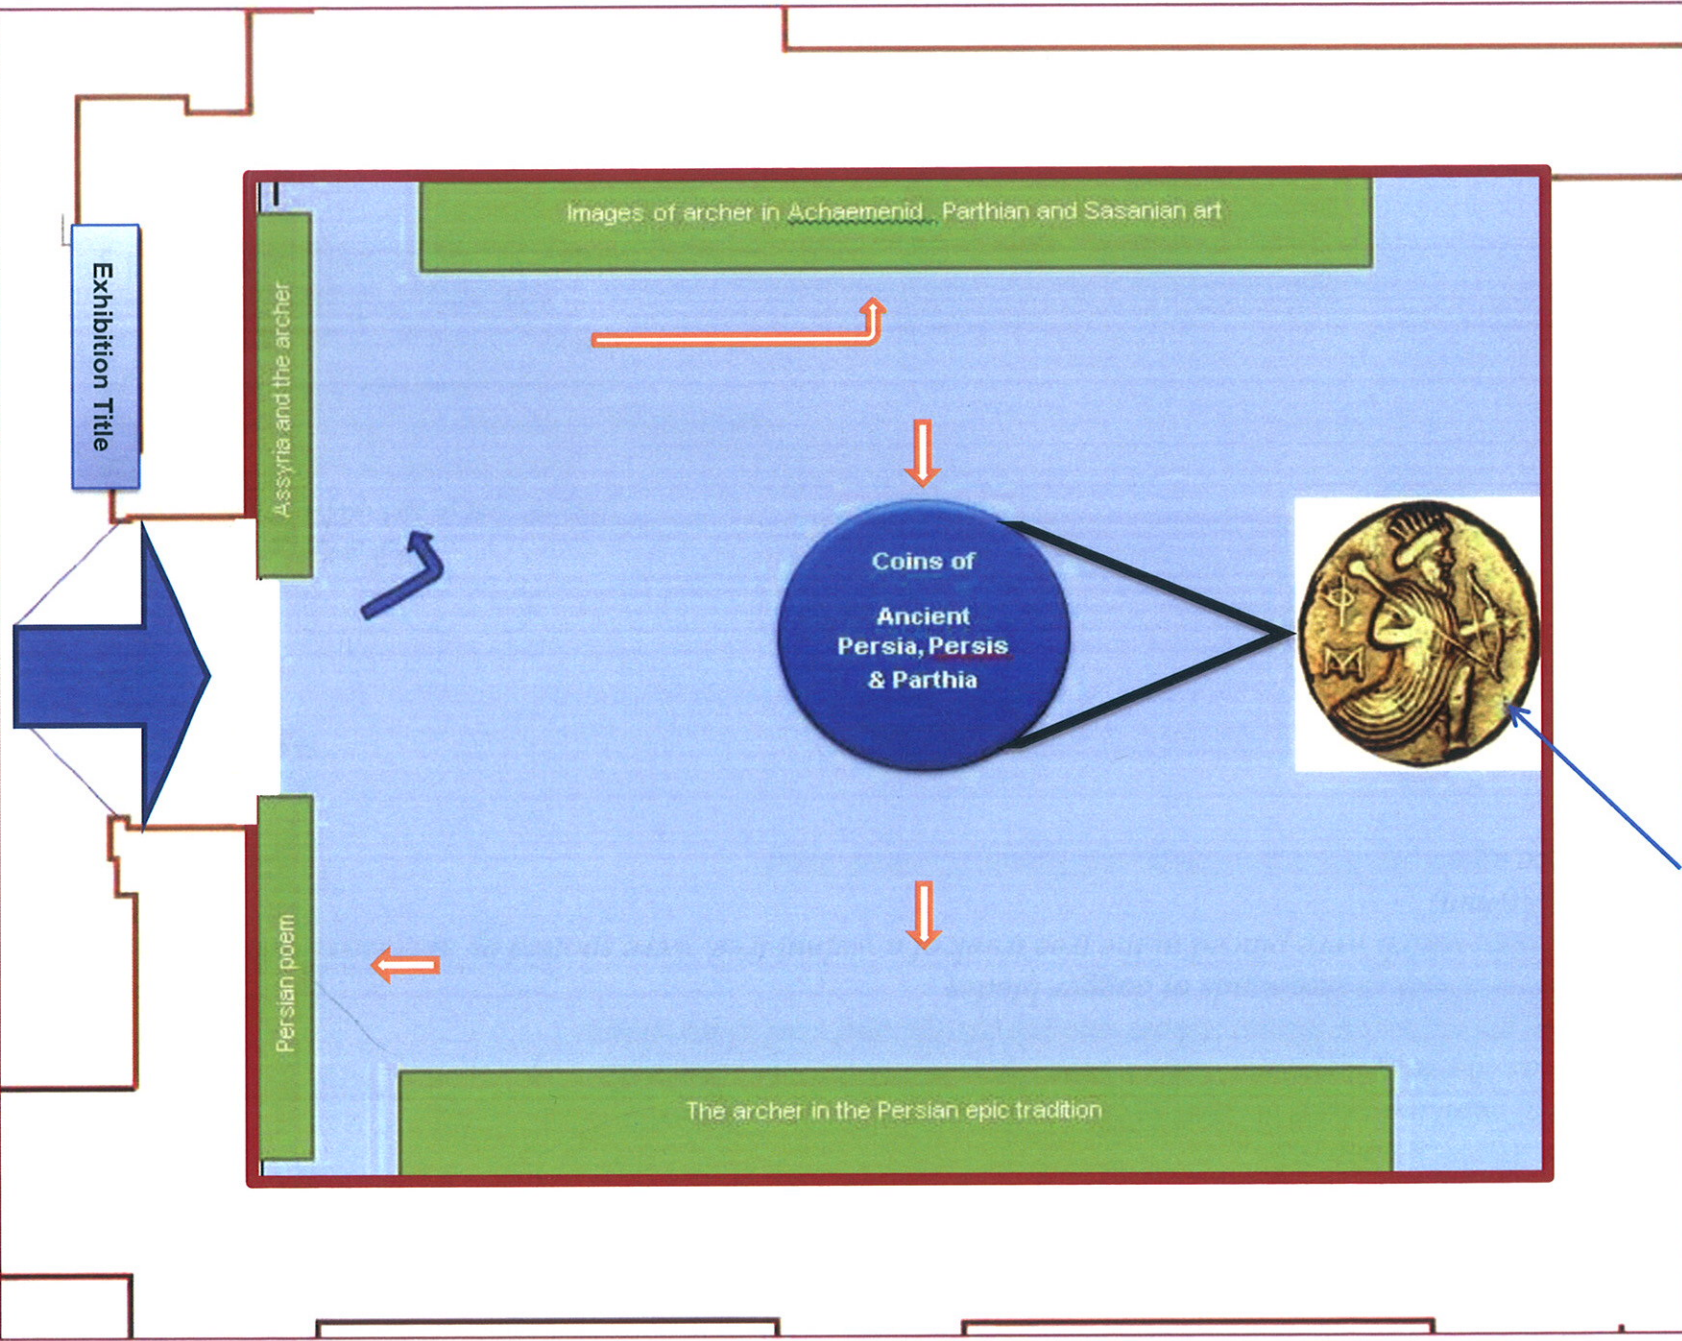 Images of archer in Achaemenid , Parthian and Sasanian art
Exhibition Title
Assyria and the archer
Coins of
Ancient
Persia, Persis
& Parthia
Persian poem
The archer in the Persian epic tradition